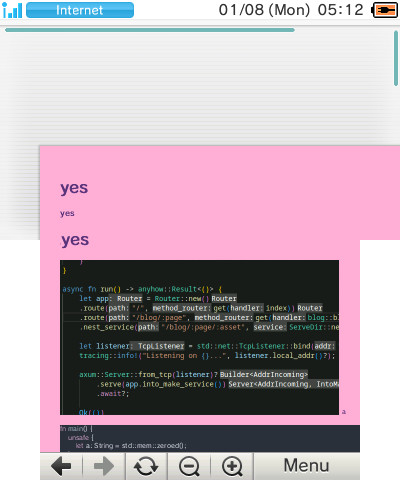 Internet 01/08 (Mon) 05:12
yes
yes
yes
}
}
async fn run() -> anyhow::Result<()> {
let app: Router = Router::new() Router
.route(path: "/", method_router: get(handler: index)) Router
.route(path: "/blog/:page", method_router: get(handler: blog::bl
.nest_service(path: "/blog/:page/:asset", service: ServeDir::ne
let listener: TcpListener = std::net::TcpListener::bind(addr:
tracing::info!("Listening on {}...", listener.local_addr()?);
axum::Server::from_tcp(listener)? Builder<AddrIncoming>
.serve(app.into_make_service()) Server<AddrIncoming, IntoMa
.await?;
Ok(())
a
fn main() {
unsafe {
let a: String = std::mem::zeroed();
Menu